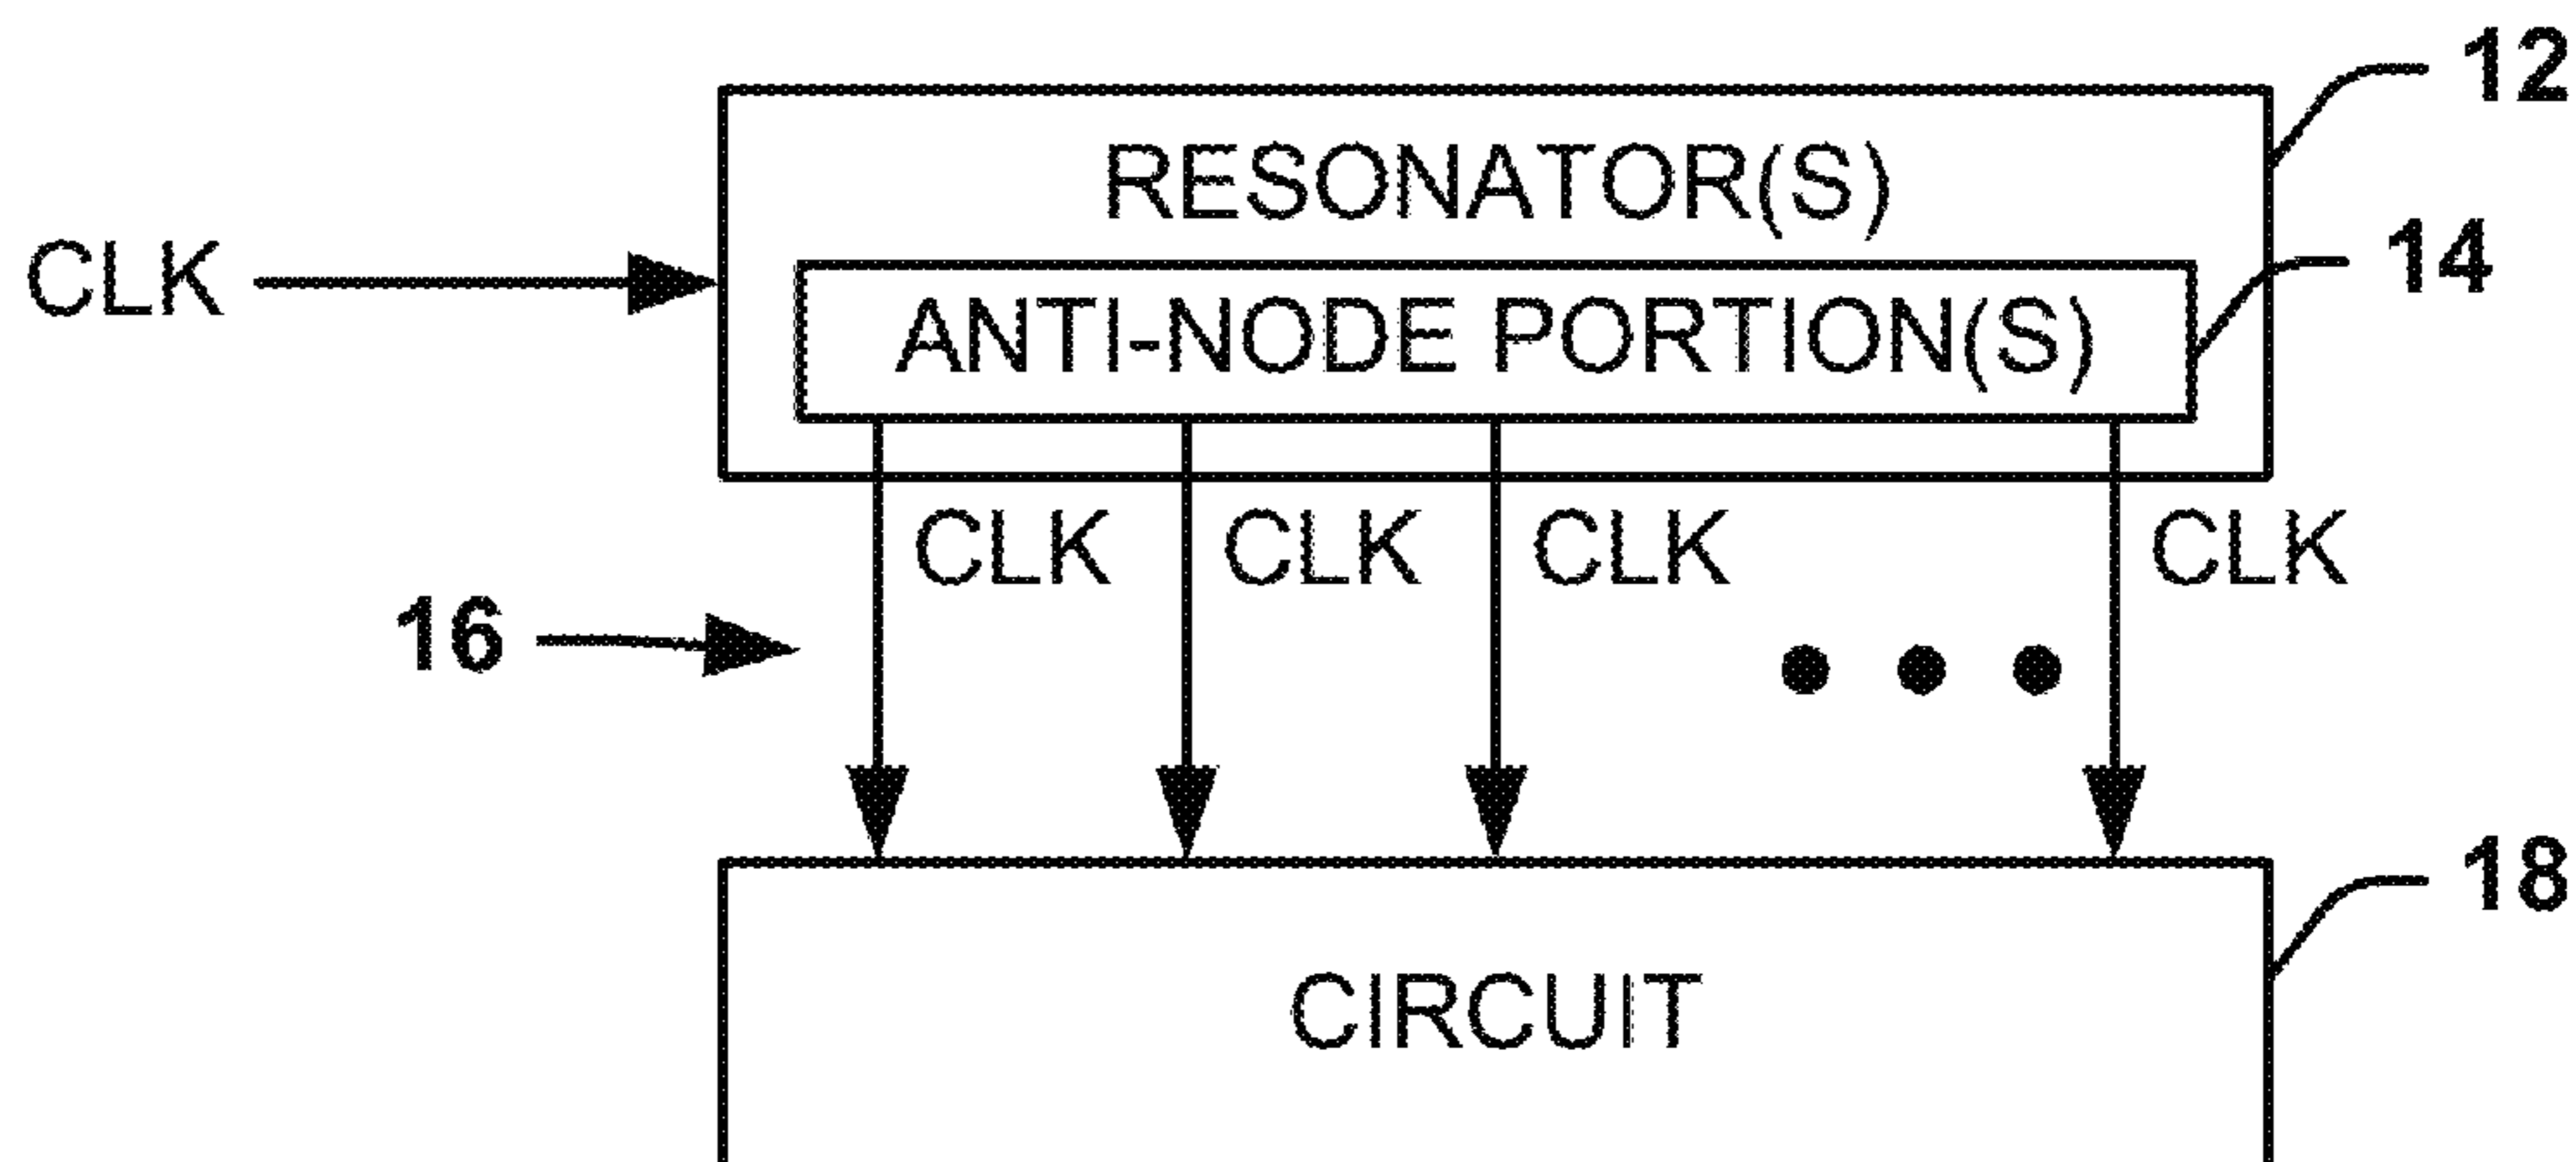 12
RESONATOR(S)
14
CLK
ANTI-NODE PORTION(S)
CLK CLK CLK CLK
16
18
CIRCUIT